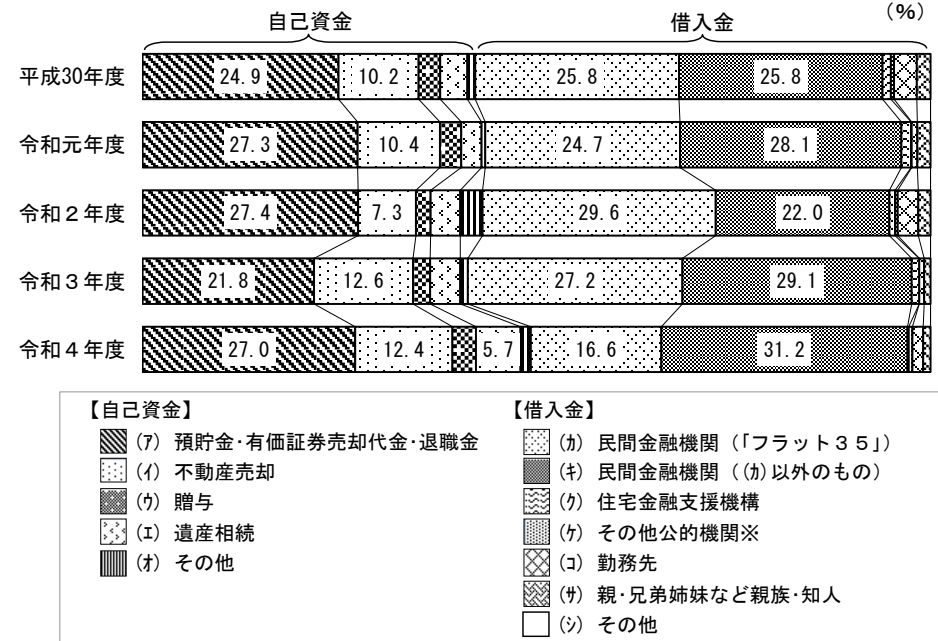 (%)
自己資金 借入金
平成30年度 24.9 10.2 25.8 25.8
令和元年度 27.3 10.4 24.7 28.1
令和２年度 27.4 7.3 29.6 22.0
令和３年度 21.8 12.6 27.2 29.1
令和４年度 27.0 12.4 5.7 16.6 31.2
【自己資金】
(ｱ) 預貯金･有価証券売却代金･退職金
(ｲ) 不動産売却
(ｳ) 贈与
(ｴ) 遺産相続
(ｵ) その他
【借入金】
(ｶ) 民間金融機関（｢フラット３５｣）
(ｷ) 民間金融機関（(ｶ)以外のもの）
(ｸ) 住宅金融支援機構
(ｹ) その他公的機関※
(ｺ) 勤務先
(ｻ) 親･兄弟姉妹など親族･知人
(ｼ) その他